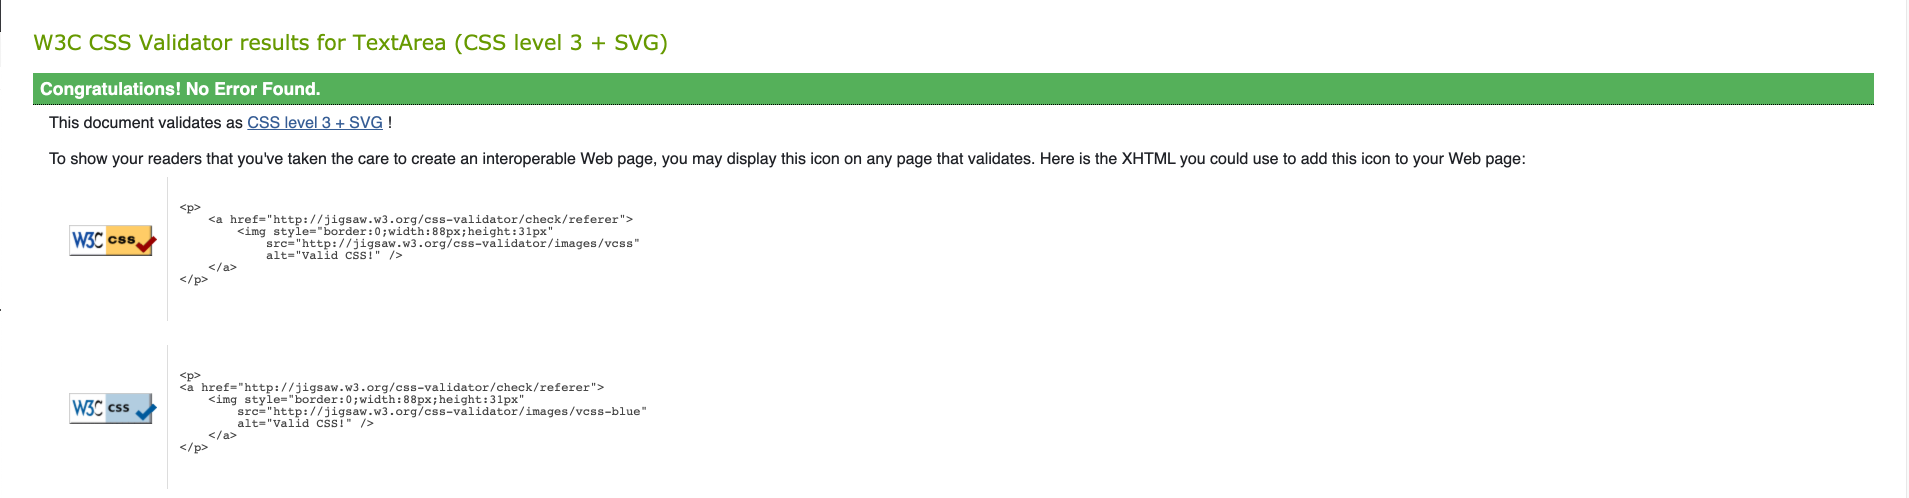 W3C CSS Validator results for TextArea (CSS level 3 + SVG)
Congratulations! No Error Found.
This document validates as CSS level 3 + SVG !
To show your readers that you've taken the care to create an interoperable Web page, you may display this icon on any page that validates. Here is the XHTML you could use to add this icon to your Web page:
W3C css
<p>
    <a href="http://jigsaw.w3.org/css-validator/check/referer">
        <img style="border:0;width:88px;height:31px"
            src="http://jigsaw.w3.org/css-validator/images/vcss"
            alt="Valid CSS!" />
    </a>
</p>
W3C css
<p>
<a href="http://jigsaw.w3.org/css-validator/check/referer">
    <img style="border:0;width:88px;height:31px"
        src="http://jigsaw.w3.org/css-validator/images/vcss-blue"
        alt="Valid CSS!" />
    </a>
</p>